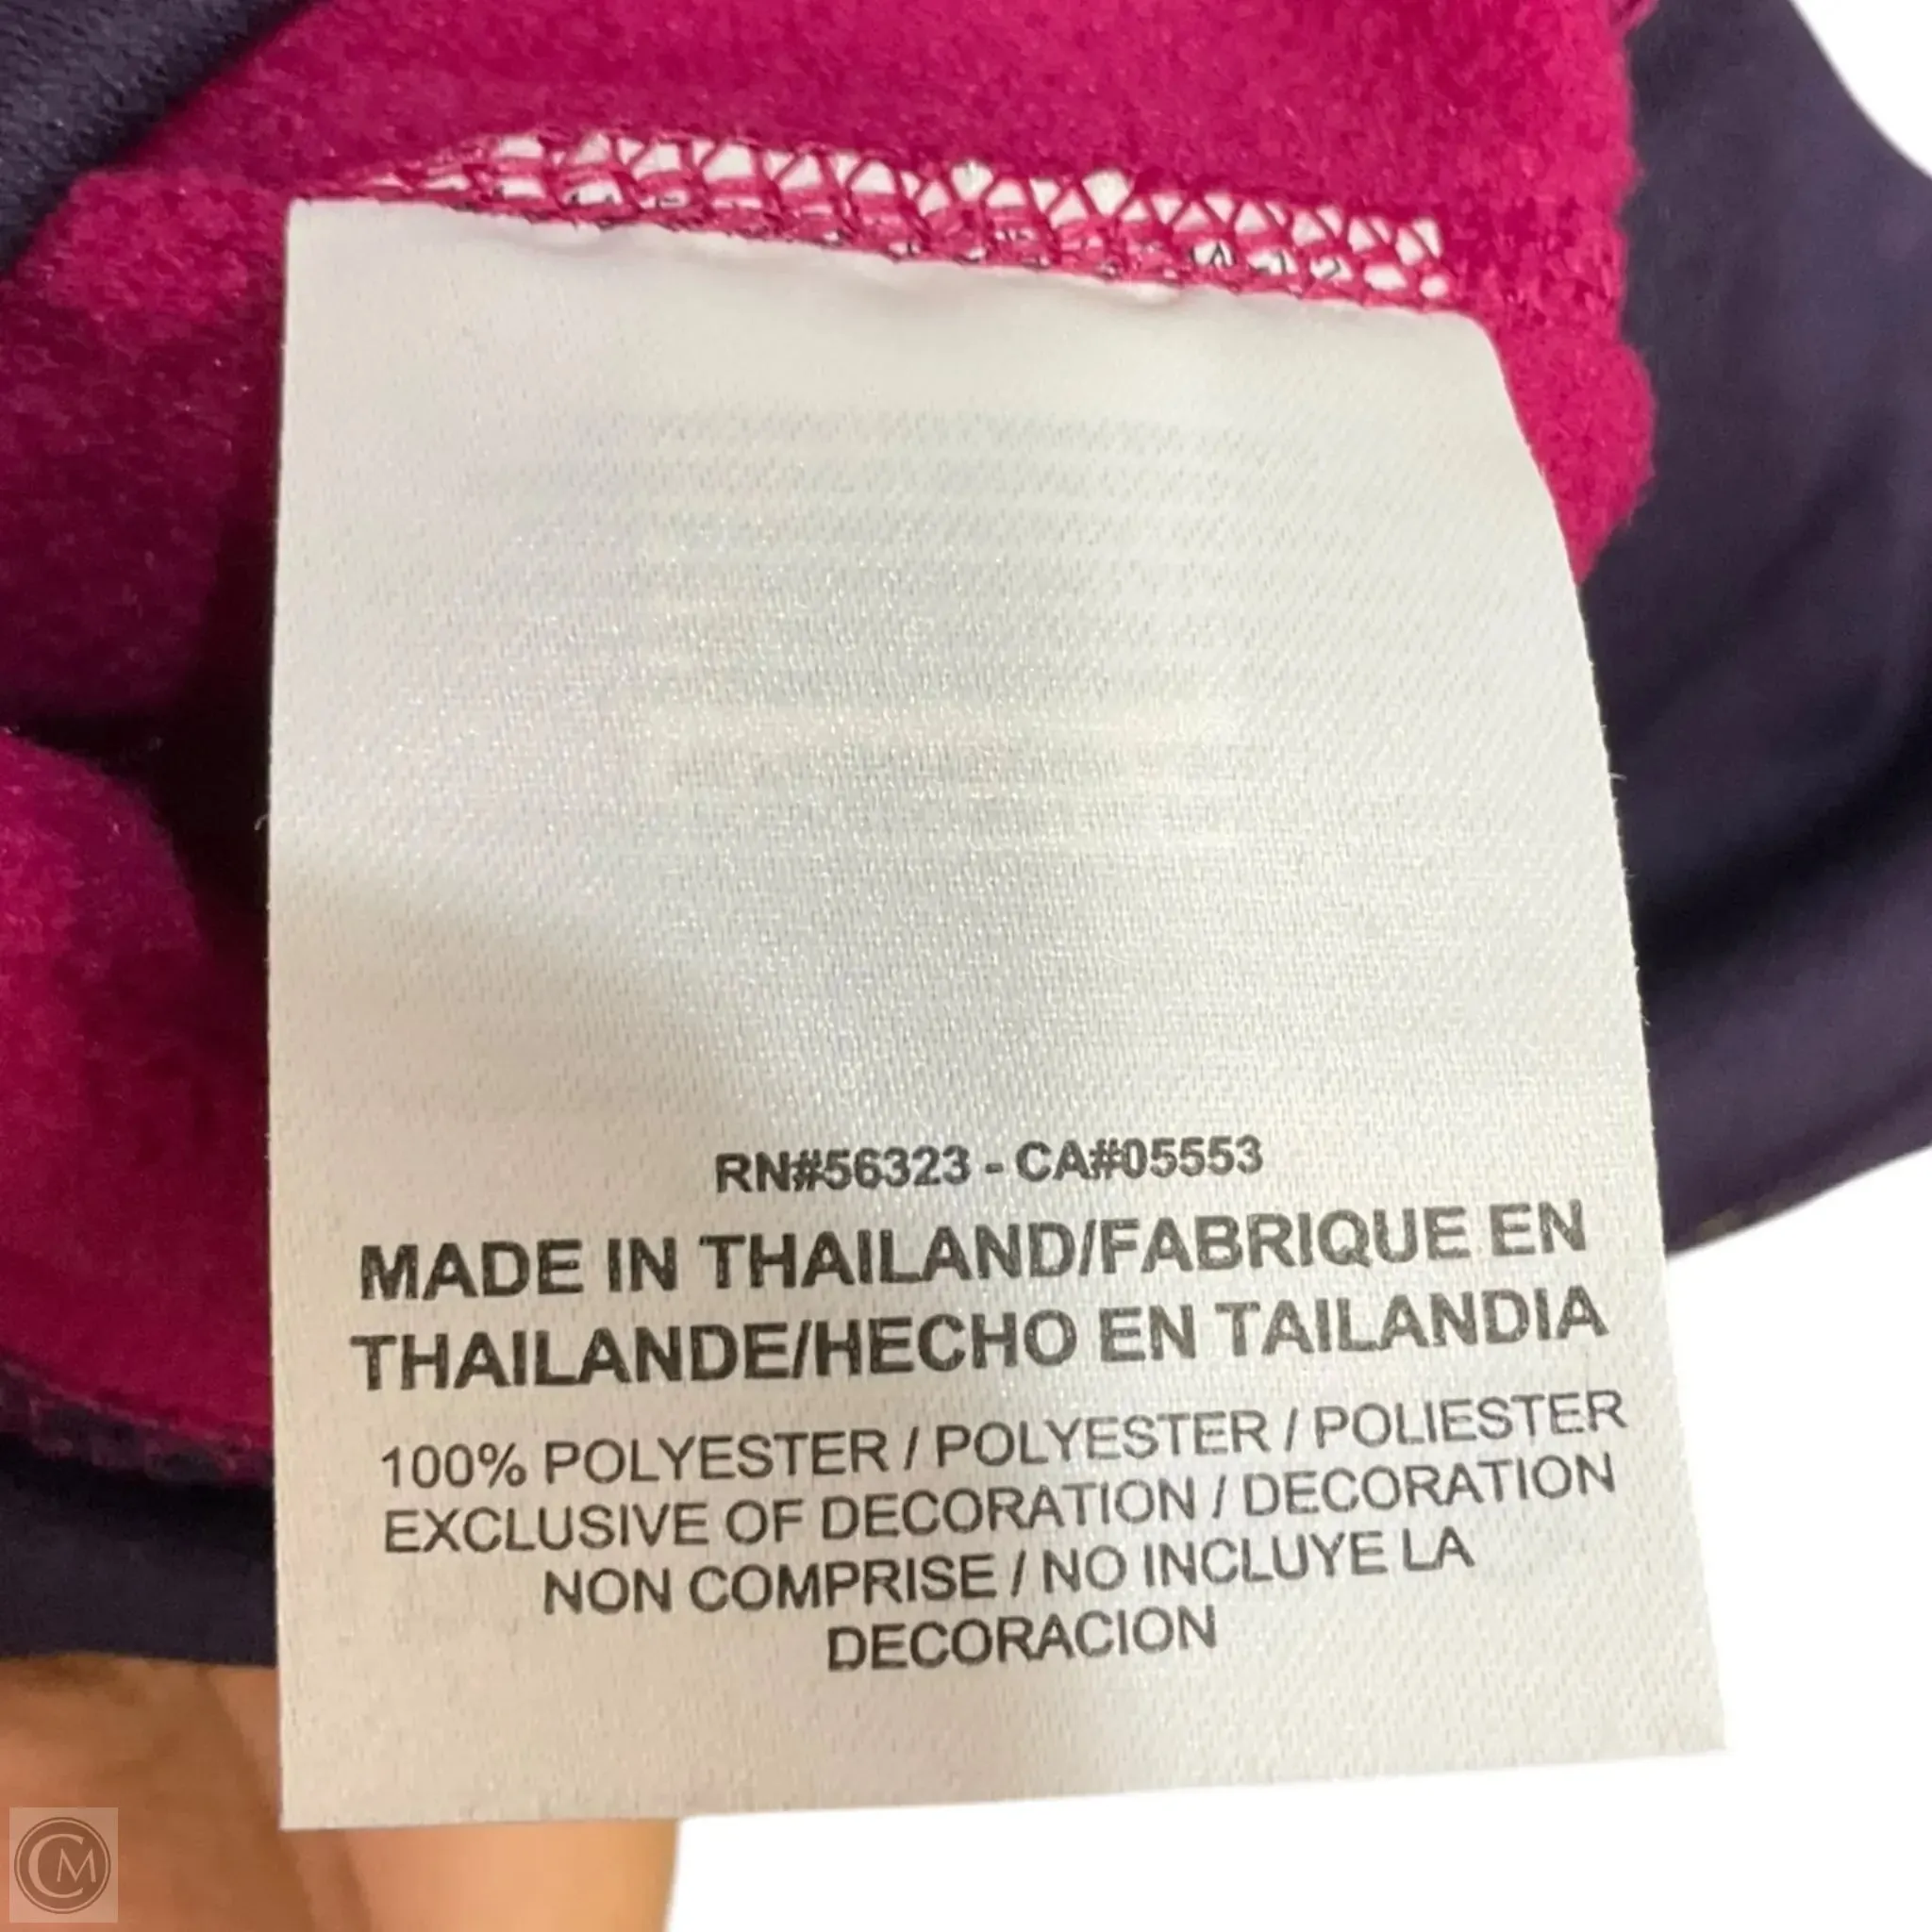 RN#56323 - CA#05553
MADE IN THAILAND/FABRIQUE EN
THAILANDE/HECHO EN TAILANDIA
100% POLYESTER / POLYESTER / POLIESTER
EXCLUSIVE OF DECORATION / DECORATION
NON COMPRISE / NO INCLUYE LA
DECORACION
CM